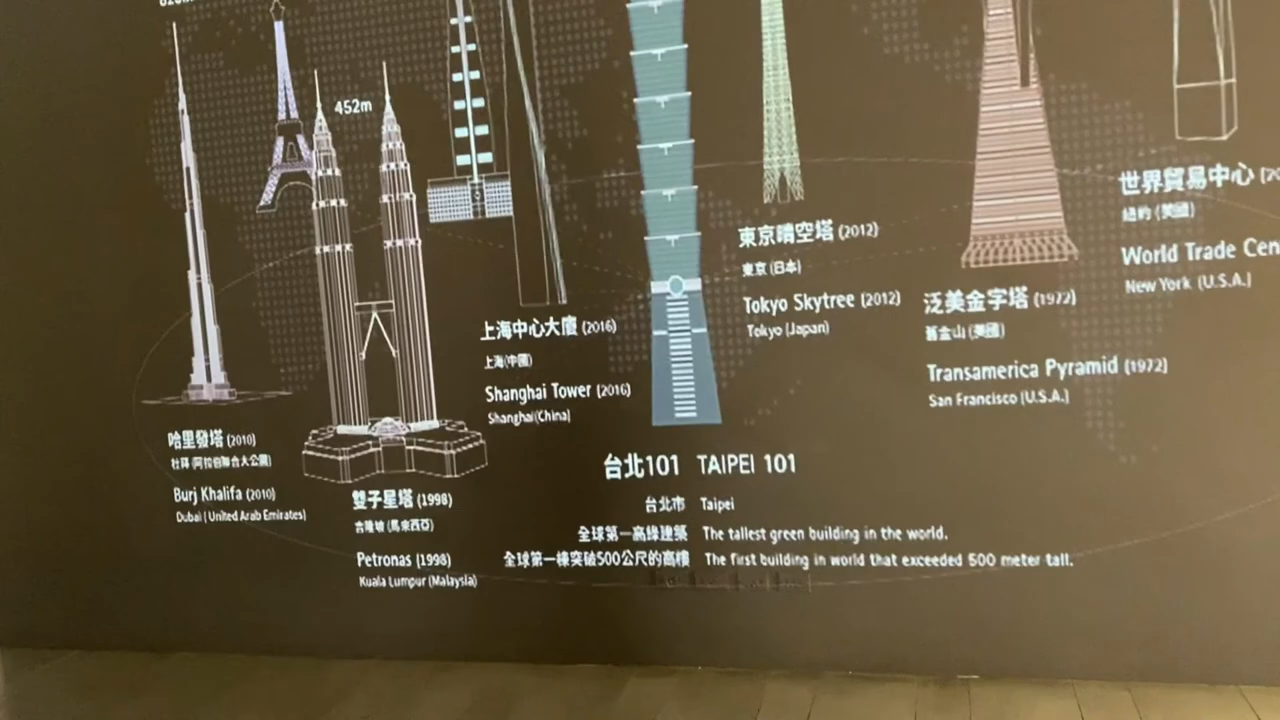 452m
哈里發塔 (2010)
杜拜 (阿拉伯聯合大公國)
Burj Khalifa (2010)
Dubai ( United Arab Emirates)
雙子星塔 (1998)
吉隆坡 (馬來西亞)
Petronas (1998)
Kuala Lumpur (Malaysia)
上海中心大廈 (2016)
上海(中國)
Shanghai Tower (2016)
Shanghai(China)
台北101 TAIPEI 101
台北市 Taipei
全球第一高綠建築 The tallest green building in the world.
全球第一棟突破500公尺的高樓 The first building in world that exceeded 500 meter tall.
東京晴空塔 (2012)
東京 (日本)
Tokyo Skytree (2012)
Tokyo (Japan)
泛美金字塔 (1972)
舊金山 (美國)
Transamerica Pyramid (1972)
San Francisco (U.S.A.)
世界貿易中心
紐約 (美國)
World Trade Cen
New York (U.S.A.)